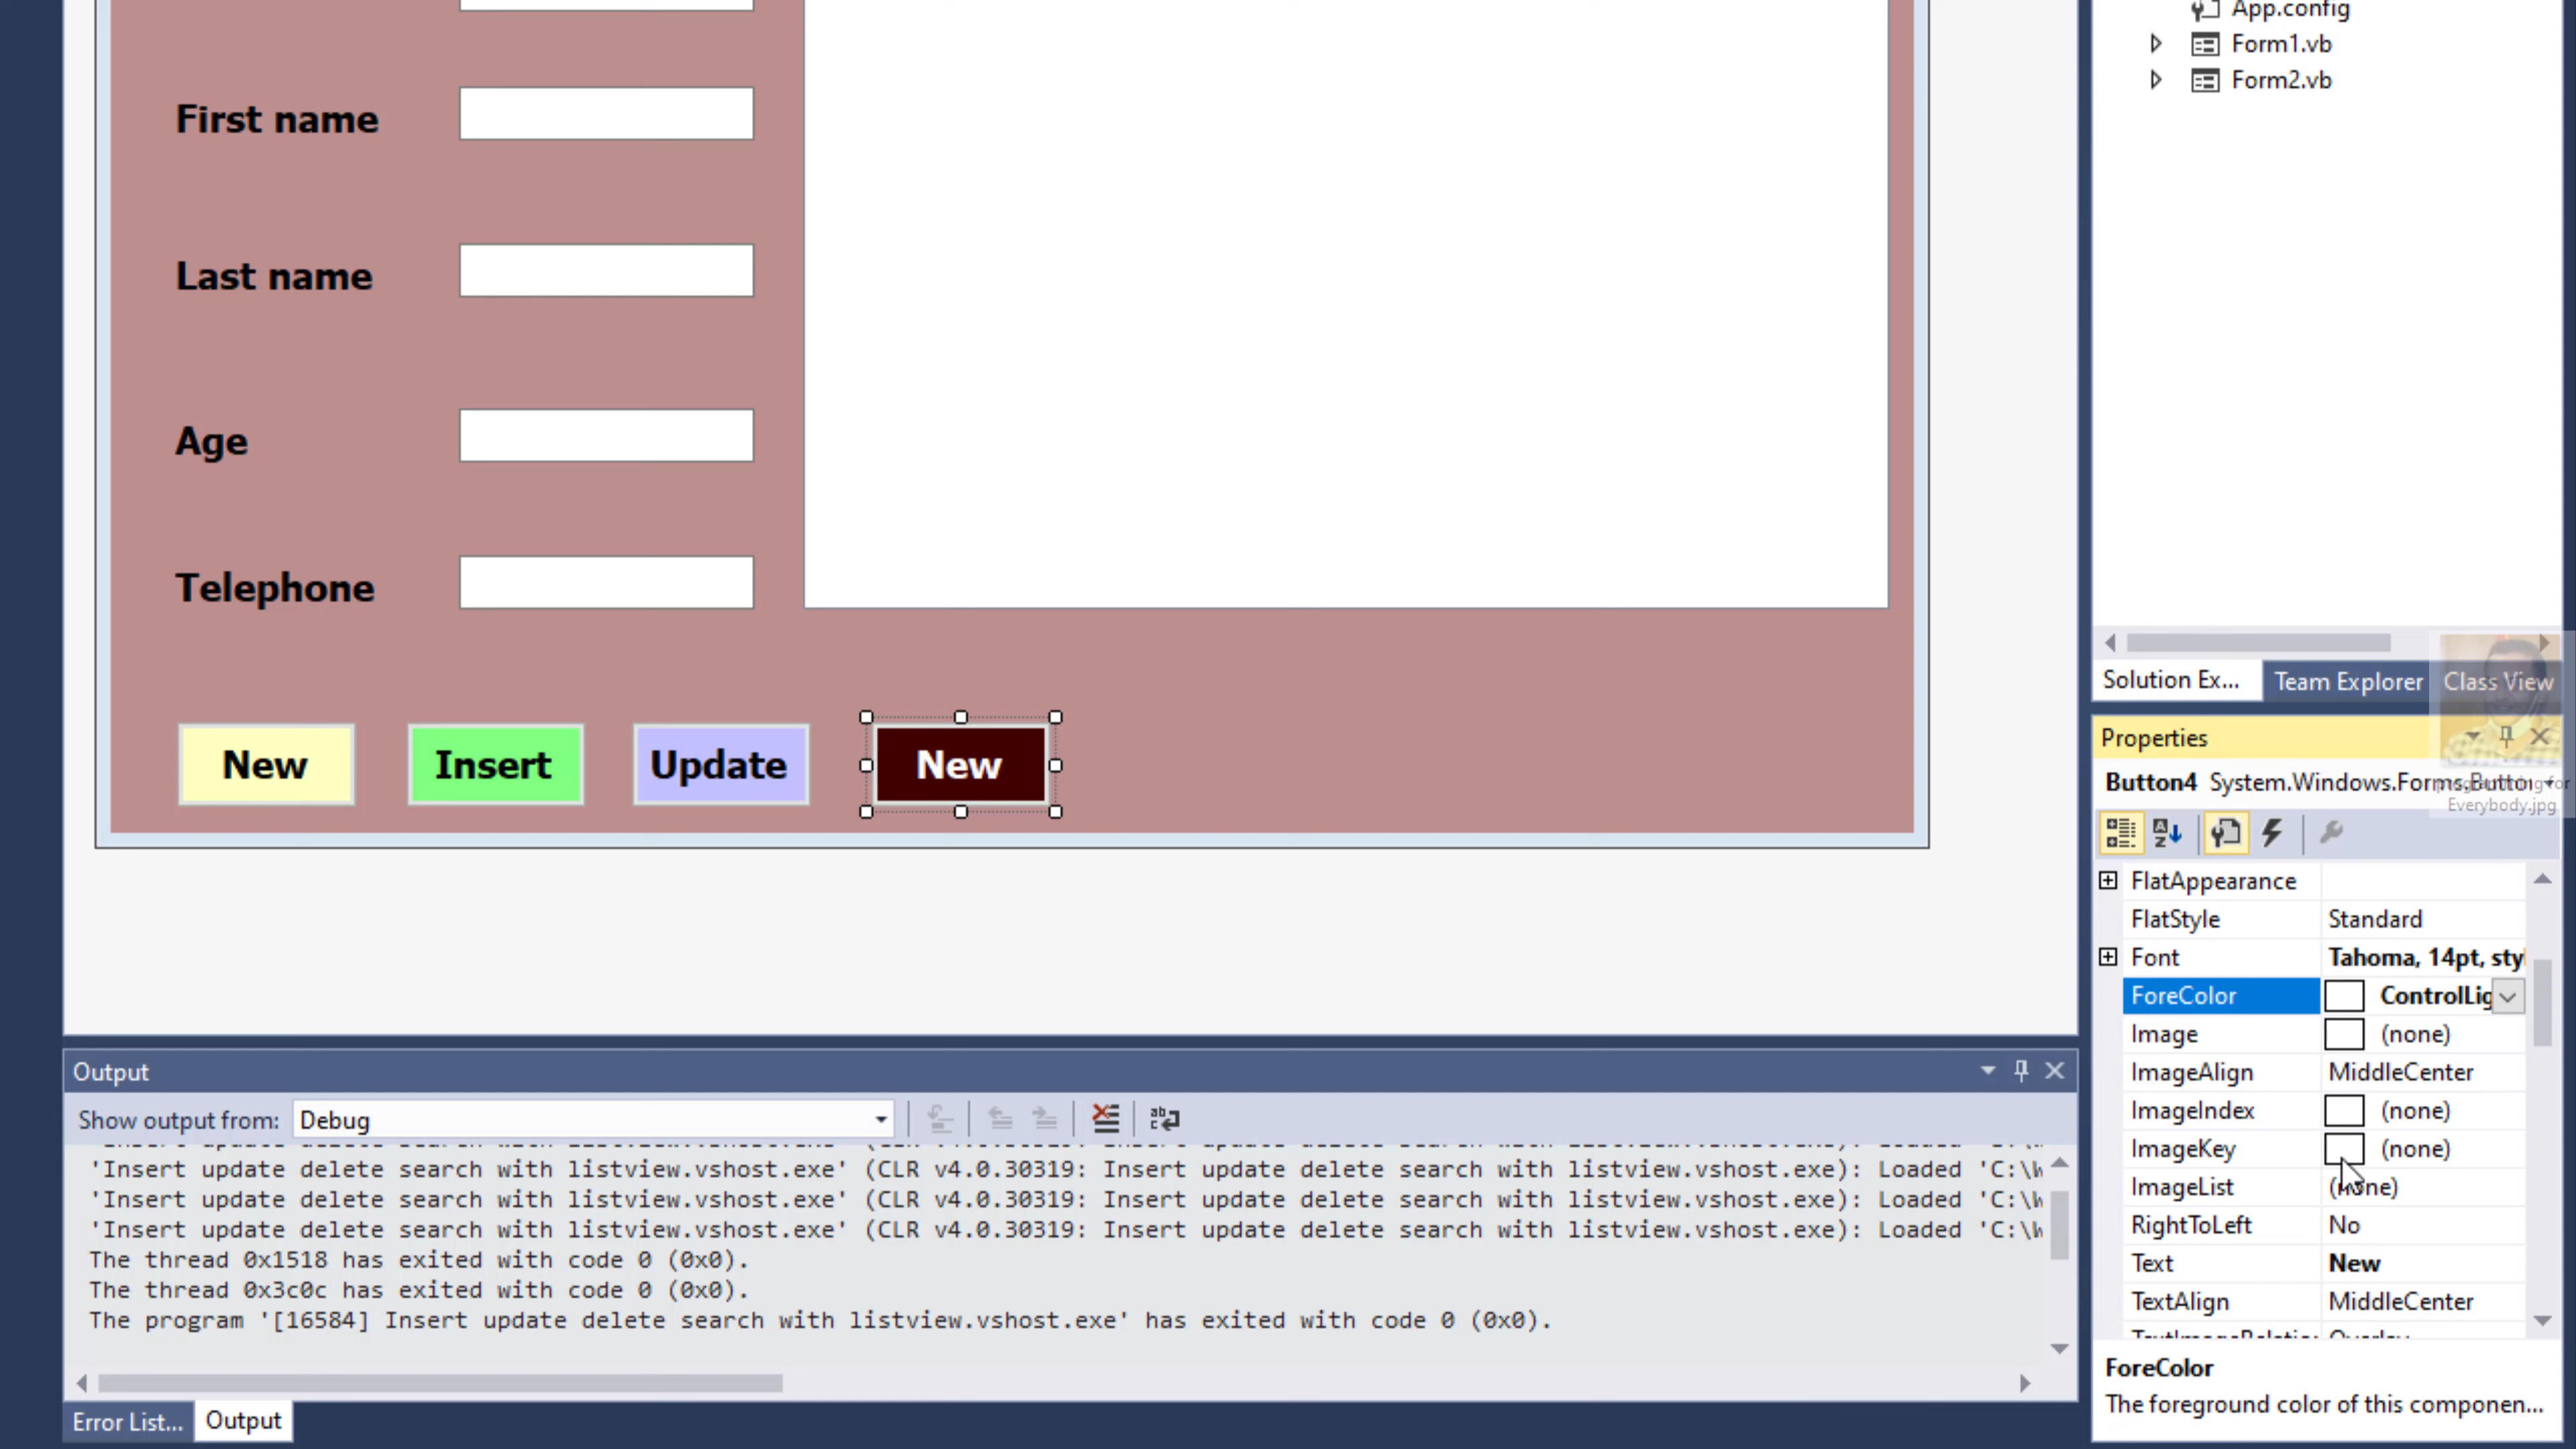 App.config
Form1.vb
Form2.vb
First name
Last name
Age
Telephone
New Insert Update New
Solution Ex... Team Explorer Class View
Properties
Button4 System.Windows.Forms.Button
Everybody.jpg
FlatAppearance
FlatStyle Standard
Font Tahoma, 14pt, sty
ForeColor ControlLig
Image (none)
ImageAlign MiddleCenter
ImageIndex (none)
ImageKey (none)
ImageList (none)
RightToLeft No
Text New
TextAlign MiddleCenter
ForeColor
The foreground color of this componen...
Output
Show output from: Debug
'Insert update delete search with listview.vshost.exe' (CLR v4.0.30319: Insert update delete search with listview.vshost.exe): Loaded 'C:\W
'Insert update delete search with listview.vshost.exe' (CLR v4.0.30319: Insert update delete search with listview.vshost.exe): Loaded 'C:\W
'Insert update delete search with listview.vshost.exe' (CLR v4.0.30319: Insert update delete search with listview.vshost.exe): Loaded 'C:\W
The thread 0x1518 has exited with code 0 (0x0).
The thread 0x3c0c has exited with code 0 (0x0).
The program '[16584] Insert update delete search with listview.vshost.exe' has exited with code 0 (0x0).
Error List... Output